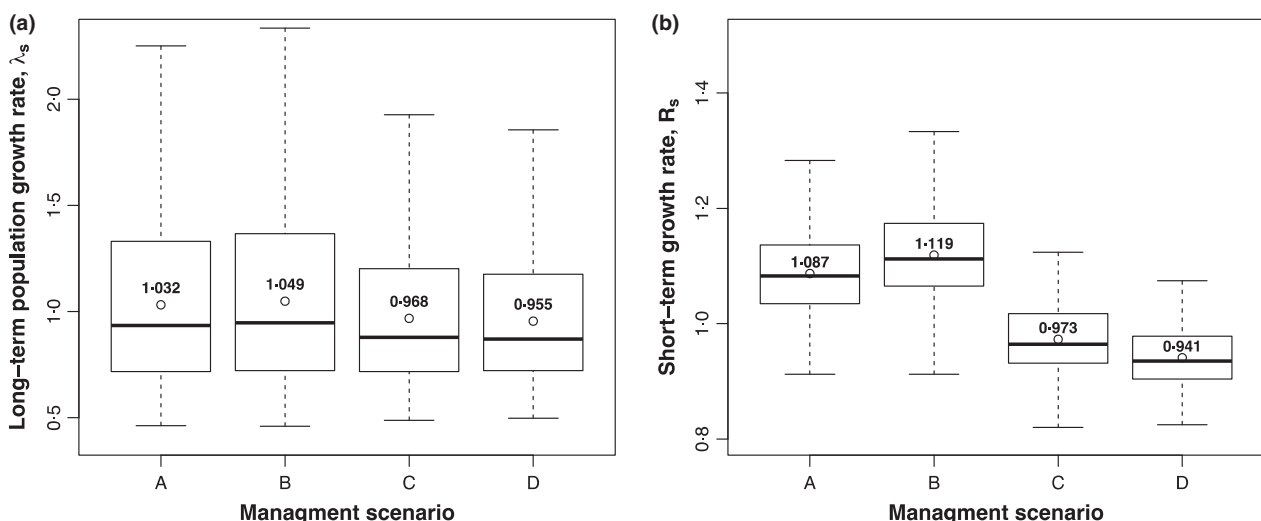 (a)
Long−term population growth rate, λs
2·0
1·5
1·0
0·5
1·032
1·049
0·968
0·955
A B C D
Managment scenario
(b)
Short−term growth rate, Rs
1·4
1·2
1·0
0·8
1·087
1·119
0·973
0·941
A B C D
Managment scenario